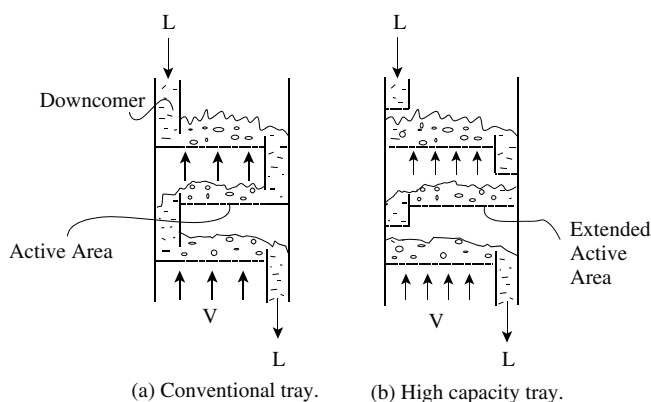 L
Downcomer
Active Area
V
L
(a) Conventional tray.
L
Extended
Active
Area
V
L
(b) High capacity tray.